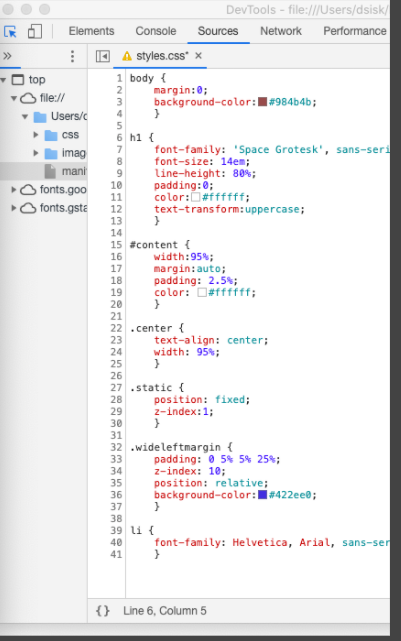 DevTools - file:///Users/dsisk/
Elements Console Sources Network Performance
» styles.css* ×
top
file://
css
fonts.goo
fonts.gsta
1 body {
2 margin:0;
3 background-color:#984b4b;
4 }
5
6 h1 {
7 font-family: 'Space Grotesk', sans-seri
8 font-size: 14em;
9 line-height: 80%;
10 padding:0;
11 color:#ffffff;
12 text-transform:uppercase;
13 }
14
15 #content {
16 width:95%;
17 margin:auto;
18 padding: 2.5%;
19 color: #ffffff;
20 }
21
22 .center {
23 text-align: center;
24 width: 95%;
25 }
26
27 .static {
28 position: fixed;
29 z-index:1;
30 }
31
32 .wideleftmargin {
33 padding: 0 5% 5% 25%;
34 z-index: 10;
35 position: relative;
36 background-color:#422ee0;
37 }
38
39 li {
40 font-family: Helvetica, Arial, sans-ser
41 }
{} Line 6, Column 5